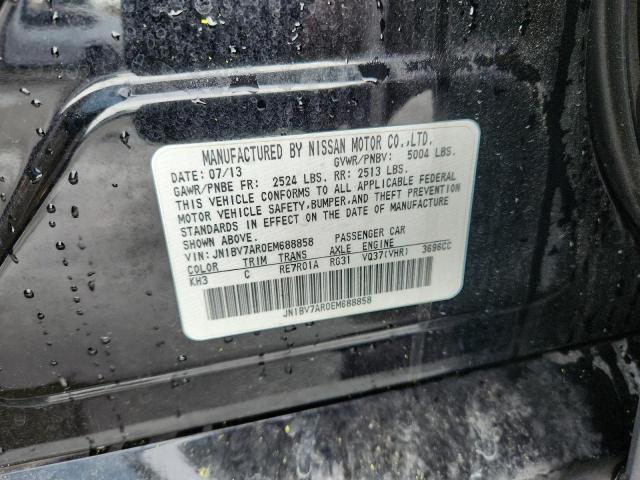 MANUFACTURED BY NISSAN MOTOR CO.,LTD.
DATE: 07/13 GVWR/PNBV: 5004 LBS.
GAWR/PNBE FR: 2524 LBS. RR: 2513 LBS.
THIS VEHICLE CONFORMS TO ALL APPLICABLE FEDERAL
MOTOR VEHICLE SAFETY,BUMPER,AND THEFT PREVENTION
STANDARDS IN EFFECT ON THE DATE OF MANUFACTURE
SHOWN ABOVE.
VIN: JN1BV7AR0EM688858 PASSENGER CAR
COLOR TRIM TRANS AXLE ENGINE
KH3 C RE7R01A RG31 VQ37(VHR) 3696CC
JN1BV7AR0EM688858